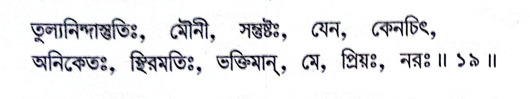 তুল্যনিন্দাস্তুতিঃ, মৌনী, সন্তুষ্টঃ, যেন, কেনচিৎ,
অনিকেতঃ, স্থিরমতিঃ, ভক্তিমান্, মে, প্রিয়ঃ, নরঃ॥ ১৯॥